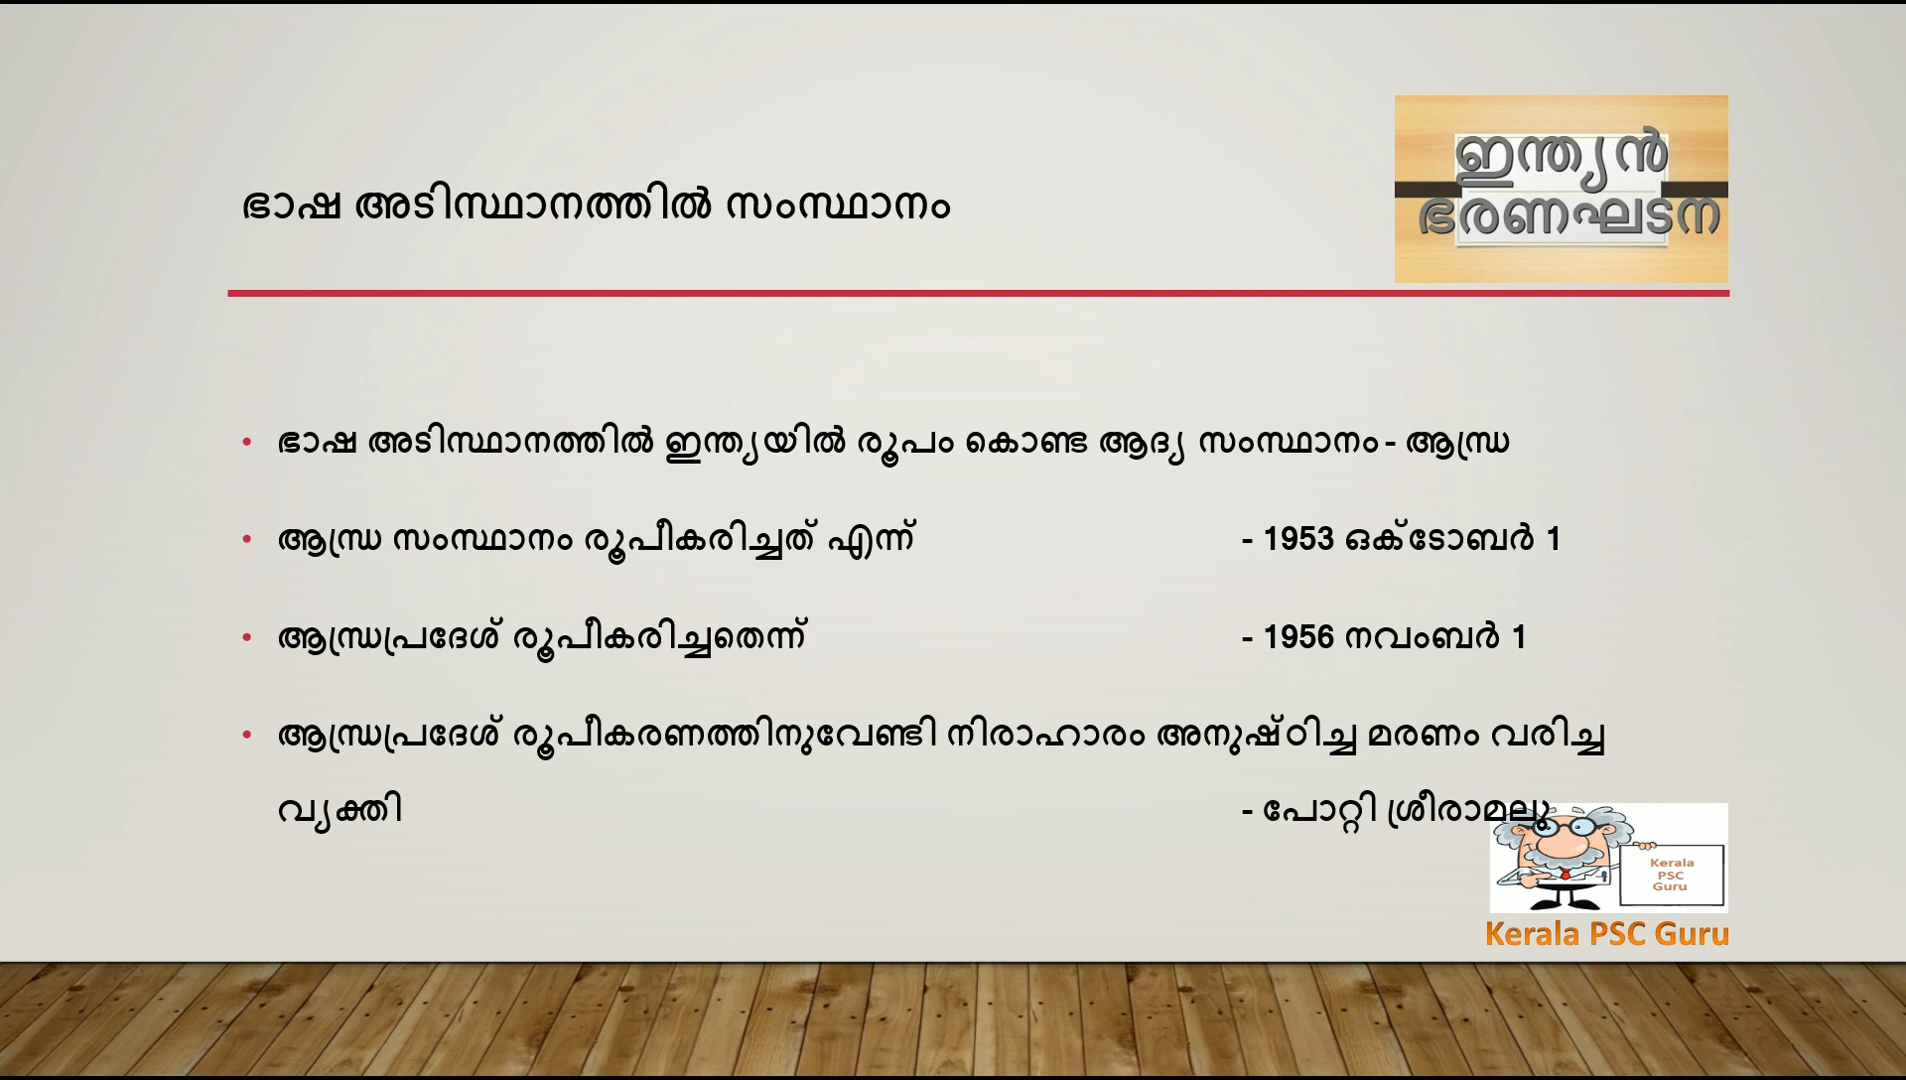 ഇന്ത്യൻ
ഭരണഘടന
ഭാഷ അടിസ്ഥാനത്തിൽ സംസ്ഥാനം
• ഭാഷ അടിസ്ഥാനത്തിൽ ഇന്ത്യയിൽ രൂപം കൊണ്ട ആദ്യ സംസ്ഥാനം - ആന്ധ്ര
• ആന്ധ്ര സംസ്ഥാനം രൂപീകരിച്ചത് എന്ന് - 1953 ഒക്ടോബർ 1
• ആന്ധ്രപ്രദേശ് രൂപീകരിച്ചതെന്ന് - 1956 നവംബർ 1
• ആന്ധ്രപ്രദേശ് രൂപീകരണത്തിനുവേണ്ടി നിരാഹാരം അനുഷ്ഠിച്ച മരണം വരിച്ച
വ്യക്തി - പോറ്റി ശ്രീരാമലു
Kerala
PSC
Guru
Kerala PSC Guru